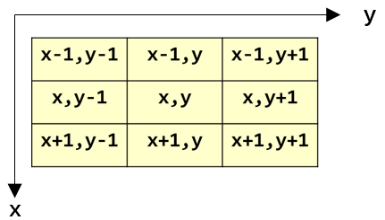 y
x-1,y-1 x-1,y x-1,y+1
x,y-1 x,y x,y+1
x+1,y-1 x+1,y x+1,y+1
x